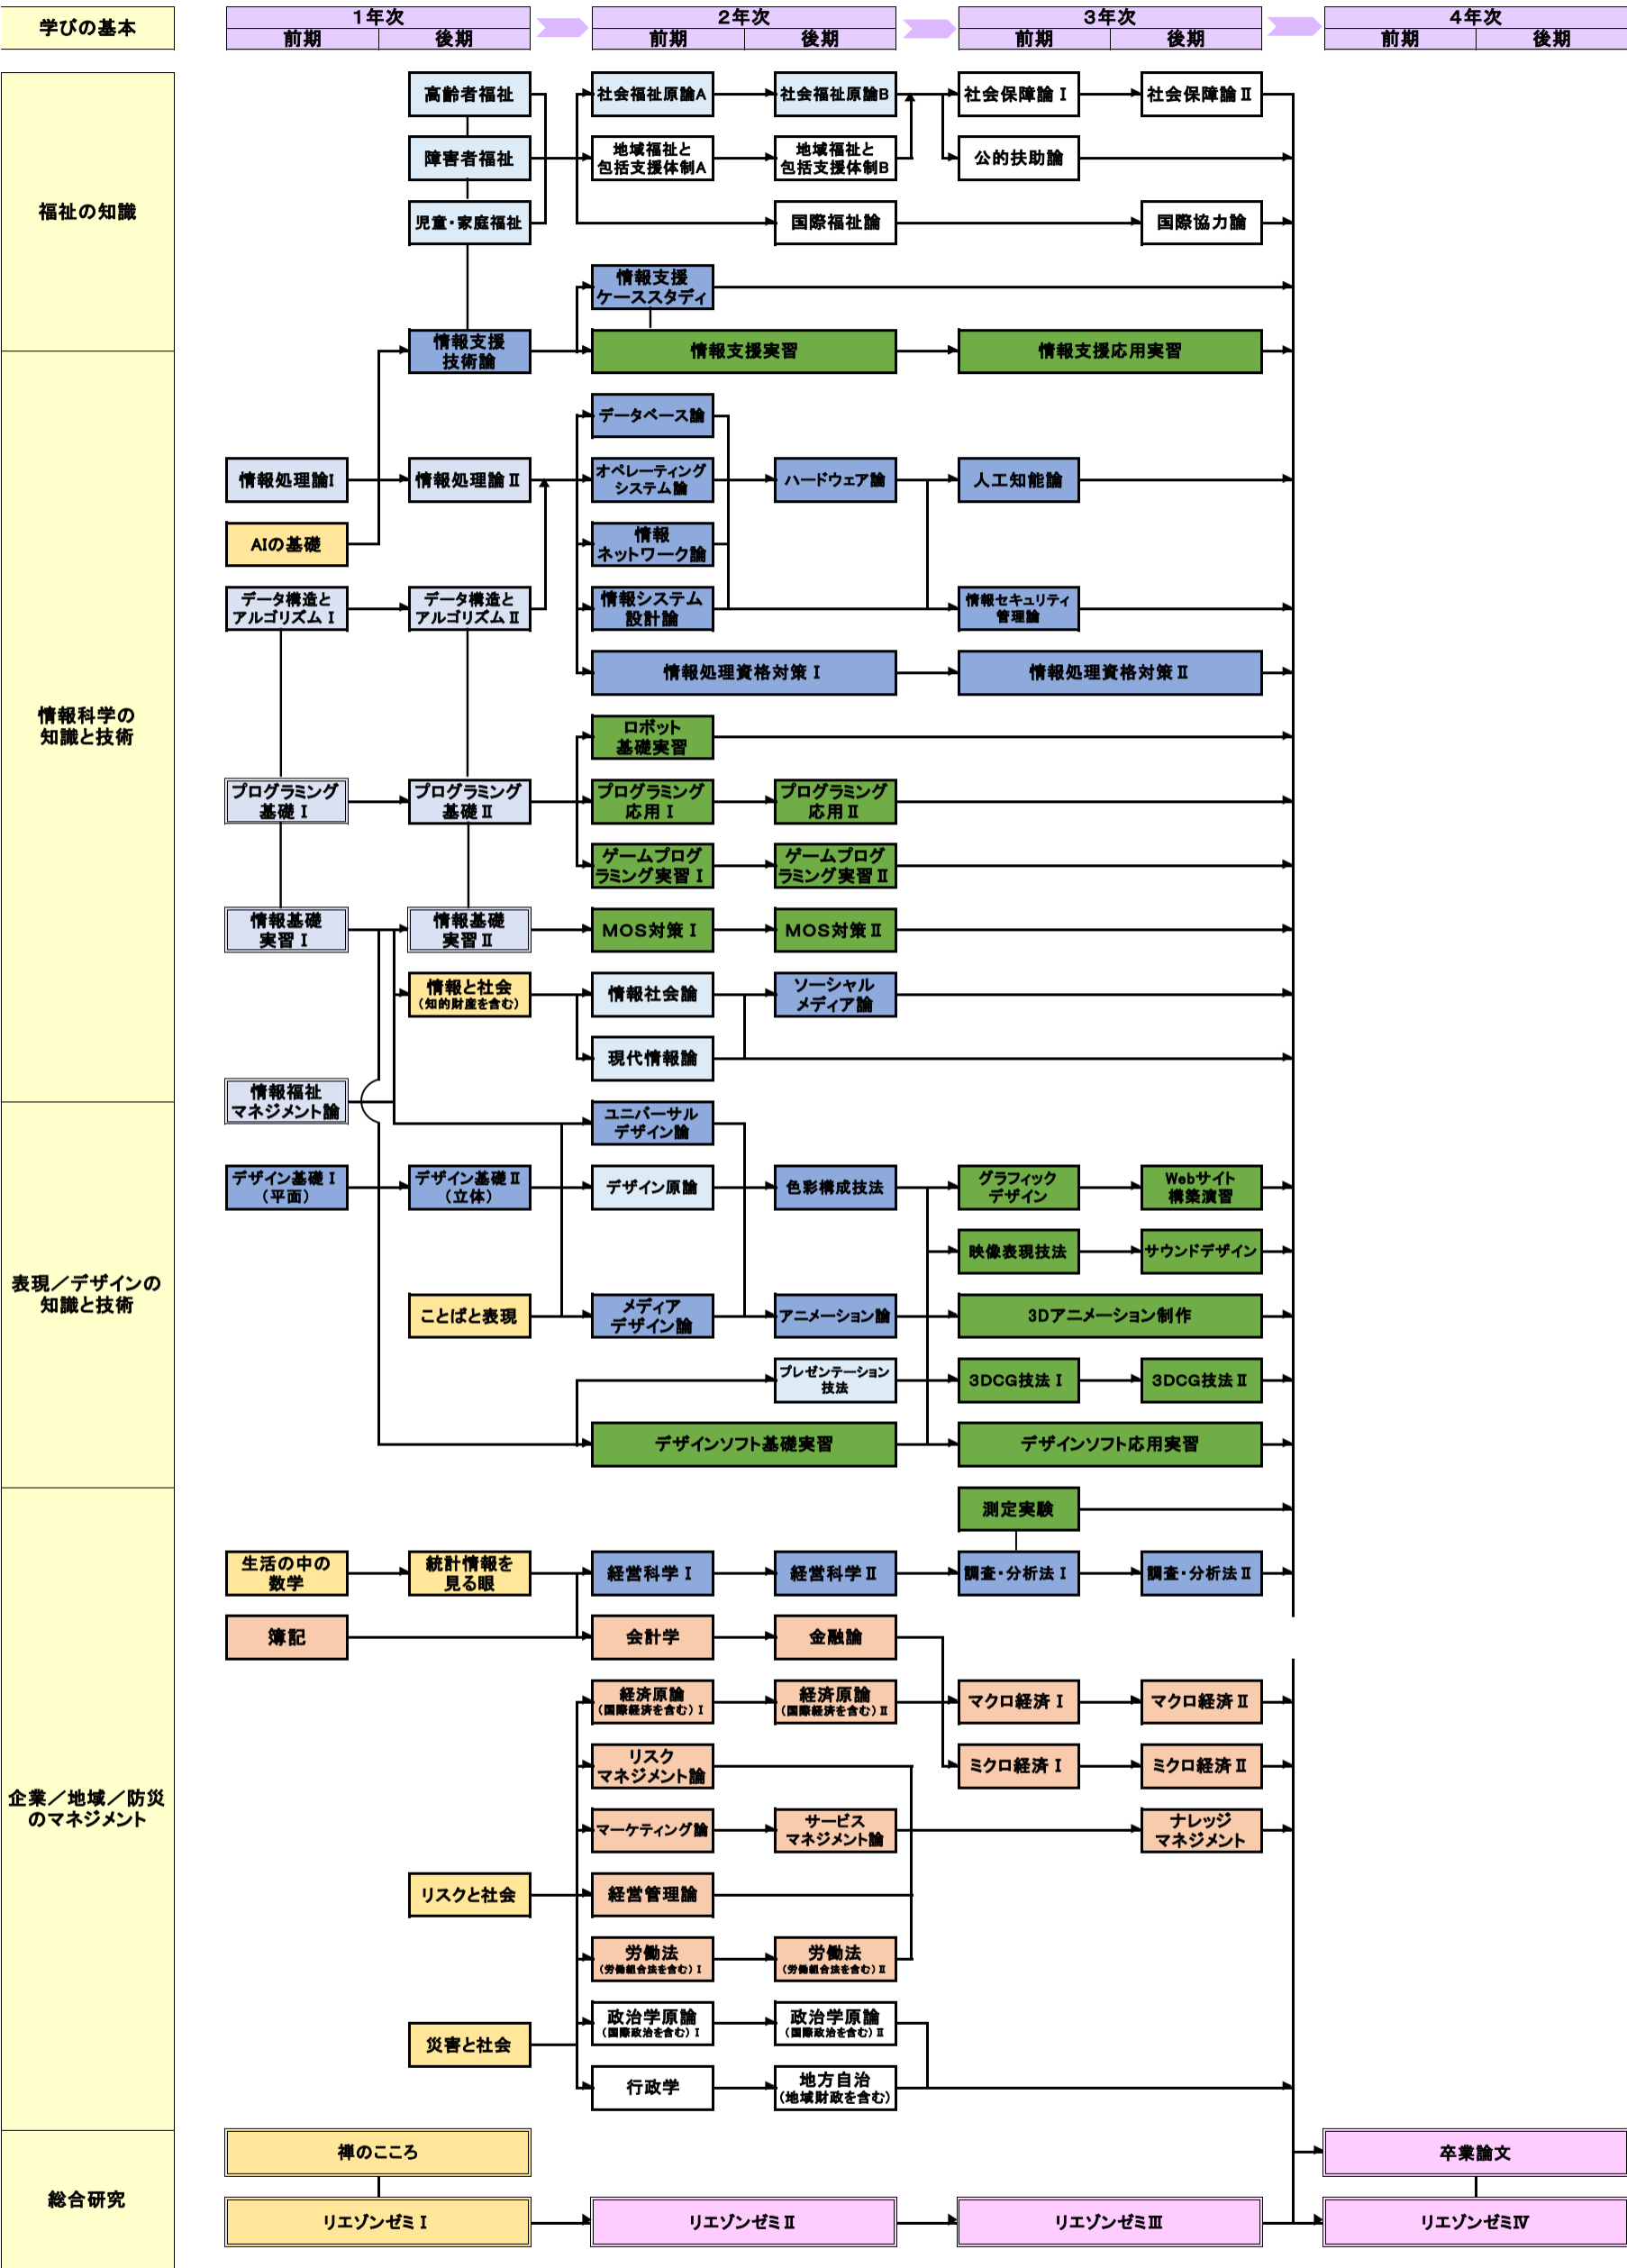 学びの基本
1年次
2年次
3年次
4年次
前期
後期
前期
後期
前期
後期
前期
後期
福祉の知識
高齢者福祉
社会福祉原論A
社会福祉原論B
社会保障論Ⅰ
社会保障論Ⅱ
障害者福祉
地域福祉と
包括支援体制A
地域福祉と
包括支援体制B
公的扶助論
児童・家庭福祉
国際福祉論
国際協力論
情報支援
ケーススタディ
情報支援
技術論
情報支援実習
情報支援応用実習
情報科学の
知識と技術
データベース論
情報処理論Ⅰ
情報処理論Ⅱ
オペレーティング
システム論
ハードウェア論
人工知能論
AIの基礎
情報
ネットワーク論
データ構造と
アルゴリズムⅠ
データ構造と
アルゴリズムⅡ
情報システム
設計論
情報セキュリティ
管理論
情報処理資格対策Ⅰ
情報処理資格対策Ⅱ
ロボット
基礎実習
プログラミング
基礎Ⅰ
プログラミング
基礎Ⅱ
プログラミング
応用Ⅰ
プログラミング
応用Ⅱ
ゲームプログ
ラミング実習Ⅰ
ゲームプログ
ラミング実習Ⅱ
情報基礎
実習Ⅰ
情報基礎
実習Ⅱ
MOS対策Ⅰ
MOS対策Ⅱ
情報と社会
(知的財産を含む)
情報社会論
ソーシャル
メディア論
現代情報論
情報福祉
マネジメント論
表現／デザインの
知識と技術
ユニバーサル
デザイン論
デザイン基礎Ⅰ
(平面)
デザイン基礎Ⅱ
(立体)
デザイン原論
色彩構成技法
グラフィック
デザイン
Webサイト
構築演習
映像表現技法
サウンドデザイン
ことばと表現
メディア
デザイン論
アニメーション論
3Dアニメーション制作
プレゼンテーション
技法
3DCG技法Ⅰ
3DCG技法Ⅱ
デザインソフト基礎実習
デザインソフト応用実習
企業／地域／防災
のマネジメント
測定実験
生活の中の
数学
統計情報を
見る眼
経営科学Ⅰ
経営科学Ⅱ
調査・分析法Ⅰ
調査・分析法Ⅱ
簿記
会計学
金融論
経済原論
(国際経済を含む)Ⅰ
経済原論
(国際経済を含む)Ⅱ
マクロ経済Ⅰ
マクロ経済Ⅱ
リスク
マネジメント論
ミクロ経済Ⅰ
ミクロ経済Ⅱ
マーケティング論
サービス
マネジメント論
ナレッジ
マネジメント
リスクと社会
経営管理論
労働法
(労働組合法を含む)Ⅰ
労働法
(労働組合法を含む)Ⅱ
災害と社会
政治学原論
(国際政治を含む)Ⅰ
政治学原論
(国際政治を含む)Ⅱ
行政学
地方自治
(地域財政を含む)
総合研究
禅のこころ
卒業論文
リエゾンゼミⅠ
リエゾンゼミⅡ
リエゾンゼミⅢ
リエゾンゼミⅣ